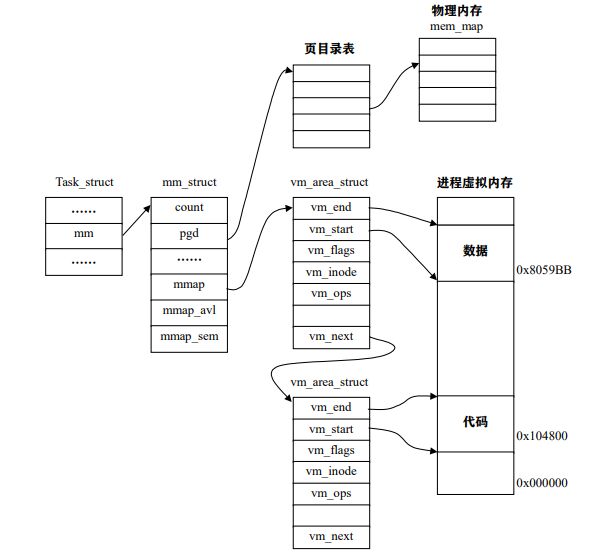 物理内存
mem_map
页目录表
Task_struct
......
mm
......
mm_struct
count
pgd
......
mmap
mmap_avl
mmap_sem
vm_area_struct
vm_end
vm_start
vm_flags
vm_inode
vm_ops
vm_next
进程虚拟内存
数据
0x8059BB
代码
0x104800
0x000000
vm_area_struct
vm_end
vm_start
vm_flags
vm_inode
vm_ops
vm_next